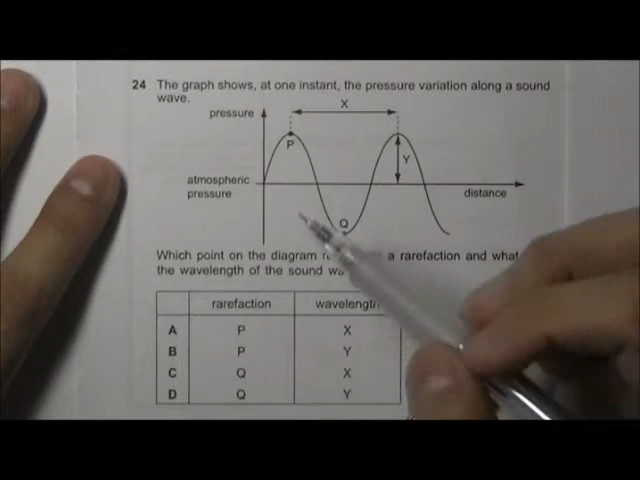 24 The graph shows, at one instant, the pressure variation along a sound
wave.
X
pressure
P
Y
atmospheric
pressure
distance
Q
Which point on the diagram a rarefaction and what
the wavelength of the sound
rarefaction wavelength
A P X
B P Y
C Q X
D Q Y